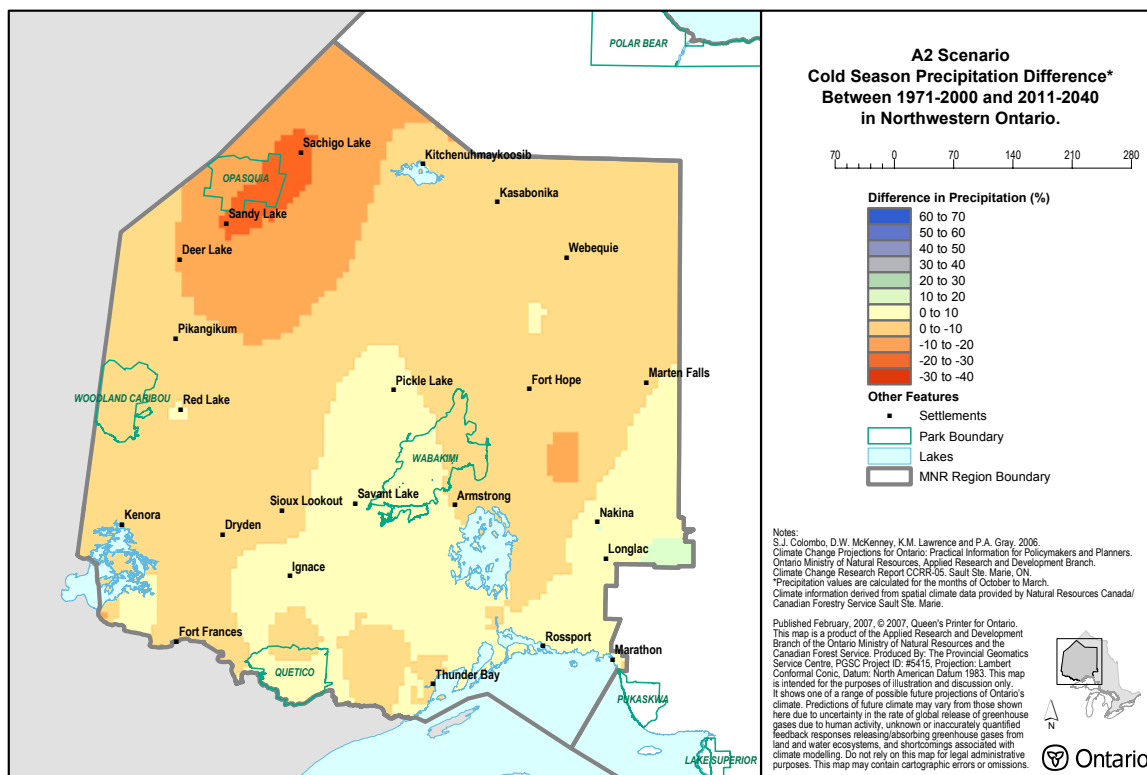 POLAR BEAR
Sachigo Lake
Kitchenuhmaykoosib
OPASQUIA
Kasabonika
Sandy Lake
Deer Lake
Webequie
Pikangikum
Pickle Lake
Fort Hope
Marten Falls
WOODLAND CARIBOU
Red Lake
WABAKIMI
Sioux Lookout
Savant Lake
Armstrong
Kenora
Dryden
Nakina
Longlac
Ignace
Fort Frances
Rossport
Marathon
QUETICO
Thunder Bay
PUKASKWA
LAKE SUPERIOR
A2 Scenario
Cold Season Precipitation Difference*
Between 1971-2000 and 2011-2040
in Northwestern Ontario.
70 0 70 140 210 280
Difference in Precipitation (%)
60 to 70
50 to 60
40 to 50
30 to 40
20 to 30
10 to 20
0 to 10
0 to -10
-10 to -20
-20 to -30
-30 to -40
Other Features
Settlements
Park Boundary
Lakes
MNR Region Boundary
Notes:
S.J. Colombo, D.W. McKenney, K.M. Lawrence and P.A. Gray. 2006.
Climate Change Projections for Ontario: Practical Information for Policymakers and Planners.
Ontario Ministry of Natural Resources, Applied Research and Development Branch.
Climate Change Research Report CCRR-05. Sault Ste. Marie, ON.
*Precipitation values are calculated for the months of October to March.
Climate information derived from spatial climate data provided by Natural Resources Canada/
Canadian Forestry Service Sault Ste. Marie.
Published February, 2007, © 2007, Queen's Printer for Ontario.
This map is a product of the Applied Research and Development
Branch of the Ontario Ministry of Natural Resources and the
Canadian Forest Service. Produced By: The Provincial Geomatics
Service Centre, PGSC Project ID: #5415, Projection: Lambert
Conformal Conic, Datum: North American Datum 1983. This map
is intended for the purposes of illustration and discussion only.
It shows one of a range of possible future projections of Ontario's
climate. Predictions of future climate may vary from those shown
here due to uncertainty in the rate of global release of greenhouse
gases due to human activity, unknown or inaccurately quantified
feedback responses releasing/absorbing greenhouse gases from
land and water ecosystems, and shortcomings associated with
climate modelling. Do not rely on this map for legal administrative
purposes. This map may contain cartographic errors or omissions.
N
Ontario